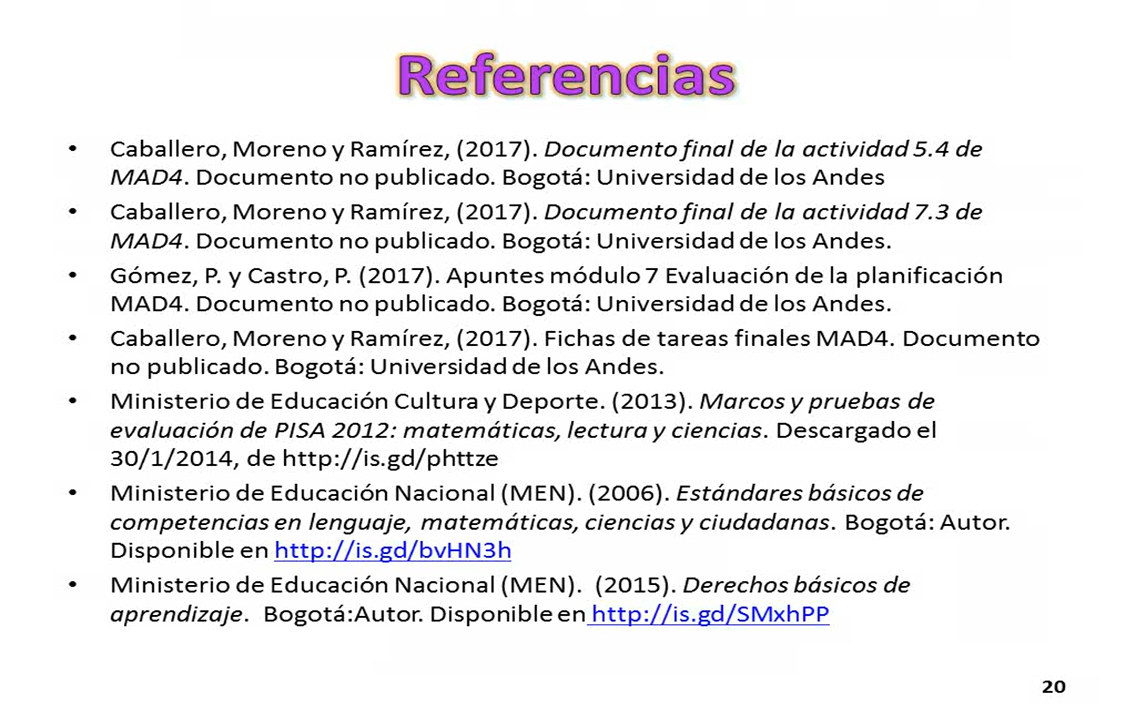 Referencias
• Caballero, Moreno y Ramírez, (2017). Documento final de la actividad 5.4 de
MAD4. Documento no publicado. Bogotá: Universidad de los Andes
• Caballero, Moreno y Ramírez, (2017). Documento final de la actividad 7.3 de
MAD4. Documento no publicado. Bogotá: Universidad de los Andes.
• Gómez, P. y Castro, P. (2017). Apuntes módulo 7 Evaluación de la planificación
MAD4. Documento no publicado. Bogotá: Universidad de los Andes.
• Caballero, Moreno y Ramírez, (2017). Fichas de tareas finales MAD4. Documento
no publicado. Bogotá: Universidad de los Andes.
• Ministerio de Educación Cultura y Deporte. (2013). Marcos y pruebas de
evaluación de PISA 2012: matemáticas, lectura y ciencias. Descargado el
30/1/2014, de http://is.gd/phttze
• Ministerio de Educación Nacional (MEN). (2006). Estándares básicos de
competencias en lenguaje, matemáticas, ciencias y ciudadanas. Bogotá: Autor.
Disponible en http://is.gd/bvHN3h
• Ministerio de Educación Nacional (MEN). (2015). Derechos básicos de
aprendizaje. Bogotá:Autor. Disponible en http://is.gd/SMxhPP
20